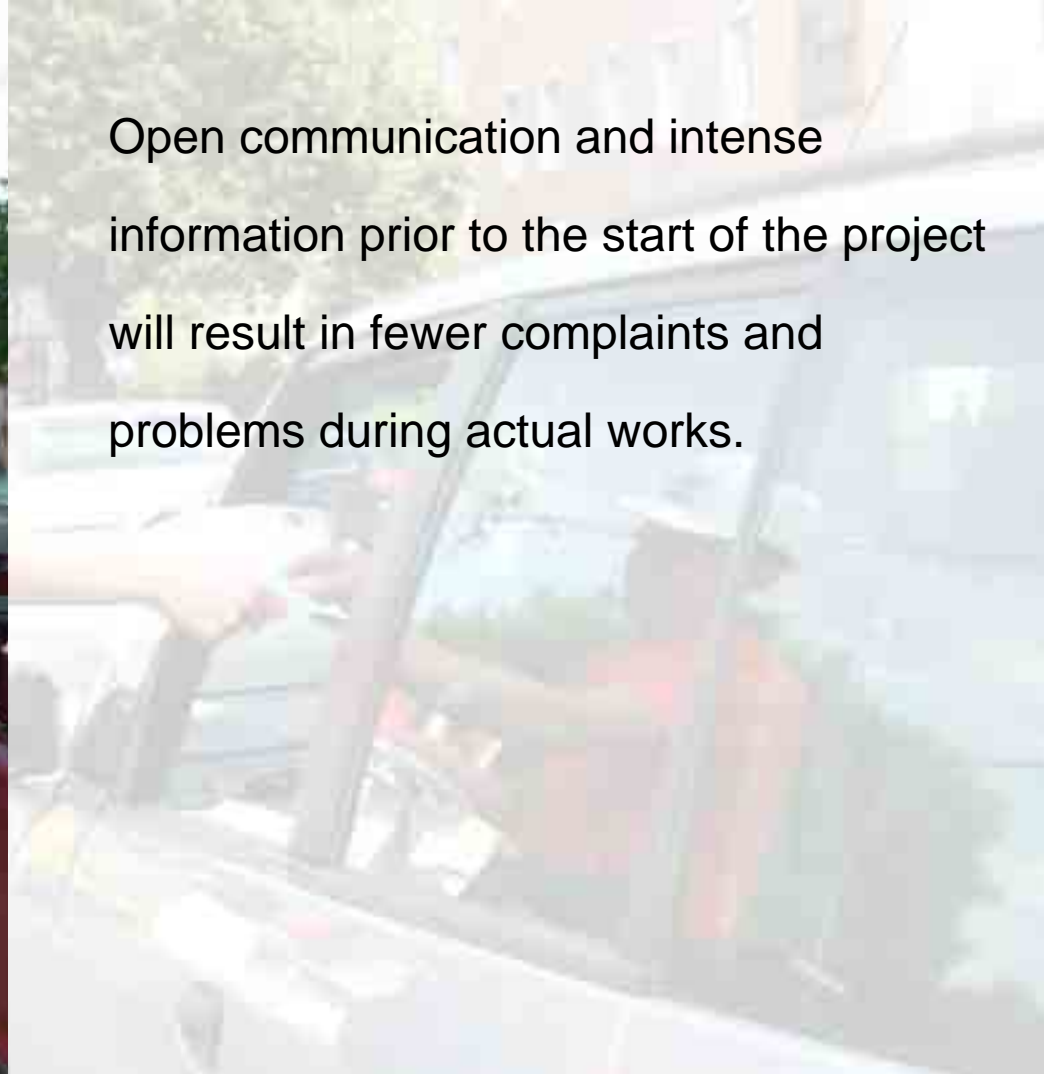 Open communication and intense
information prior to the start of the project
will result in fewer complaints and
problems during actual works.